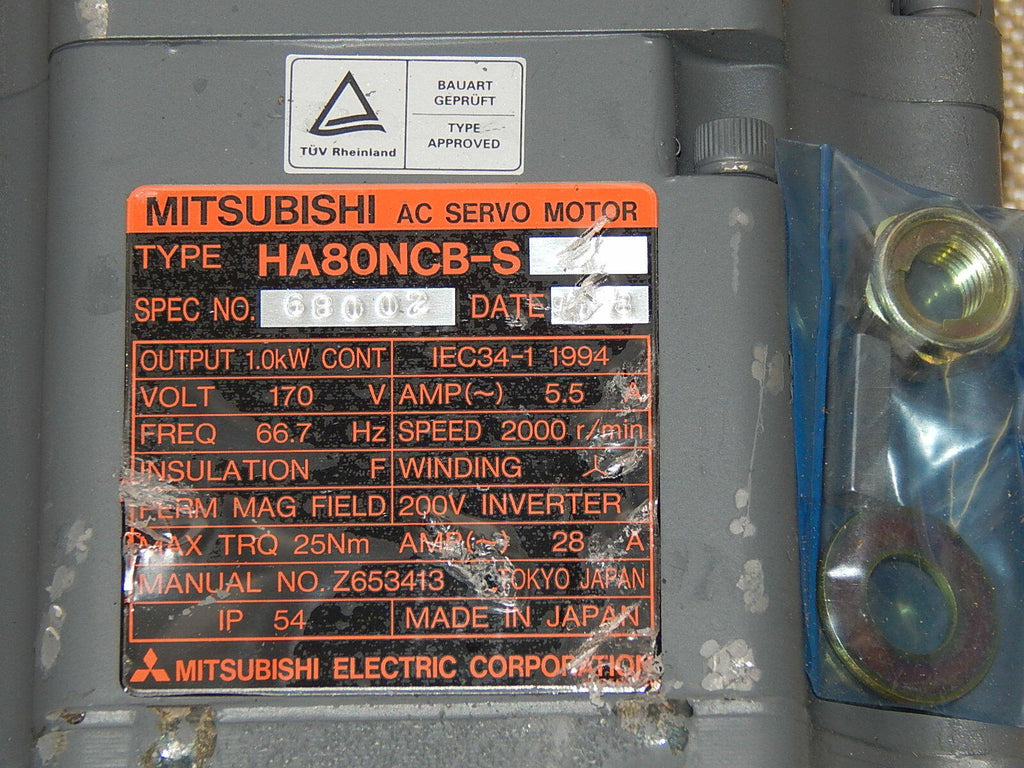 BAUART
GEPRÜFT
TYPE
APPROVED
TÜV Rheinland
MITSUBISHI AC SERVO MOTOR
TYPE HA80NCB-S
SPEC NO. DATE
OUTPUT 1.0kW CONT IEC34-1 1994
VOLT 170 V AMP(~) 5.5 A
FREQ 66.7 Hz SPEED 2000 r/min
INSULATION F WINDING
PERM MAG FIELD 200V INVERTER
MAX TRQ 25Nm AMP(~) 28 A
MANUAL NO. Z653413 TOKYO JAPAN
IP 54 MADE IN JAPAN
MITSUBISHI ELECTRIC CORPORATION